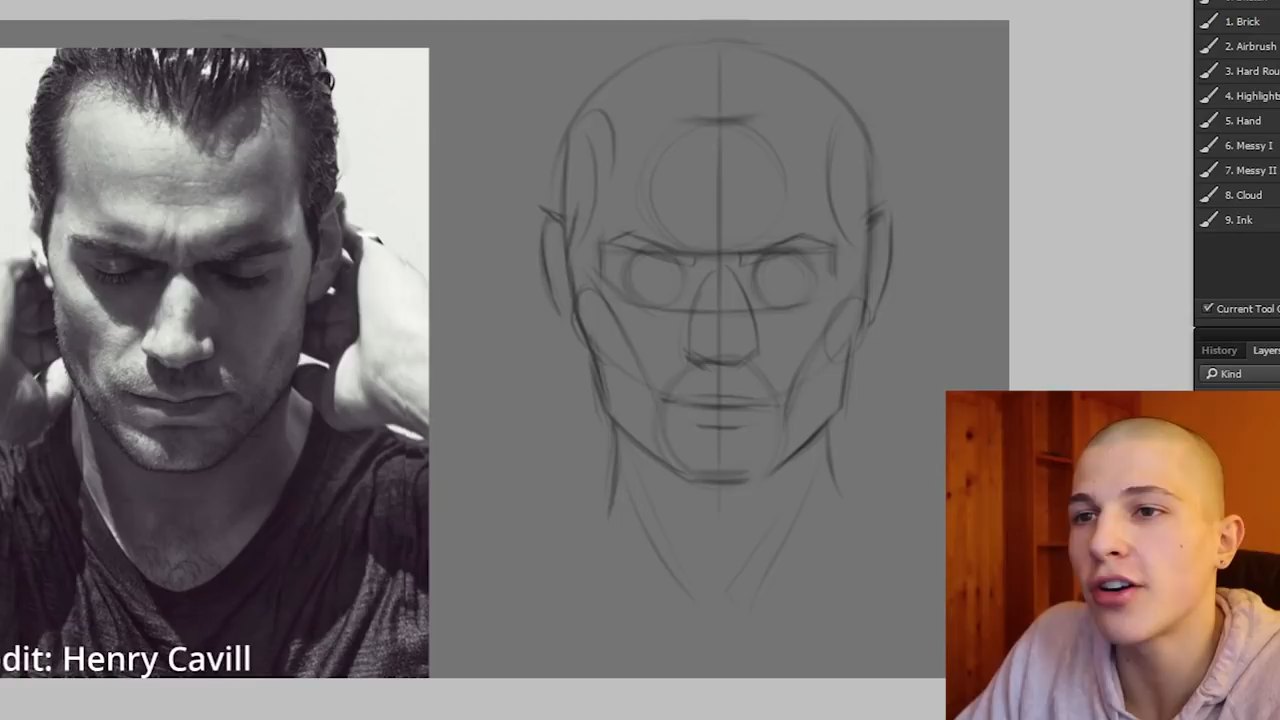 1. Brick
2. Airbrush
3. Hard Rou
4. Highlight
5. Hand
6. Messy I
7. Messy II
8. Cloud
9. Ink
Current Tool
History Layers
Kind
dit: Henry Cavill